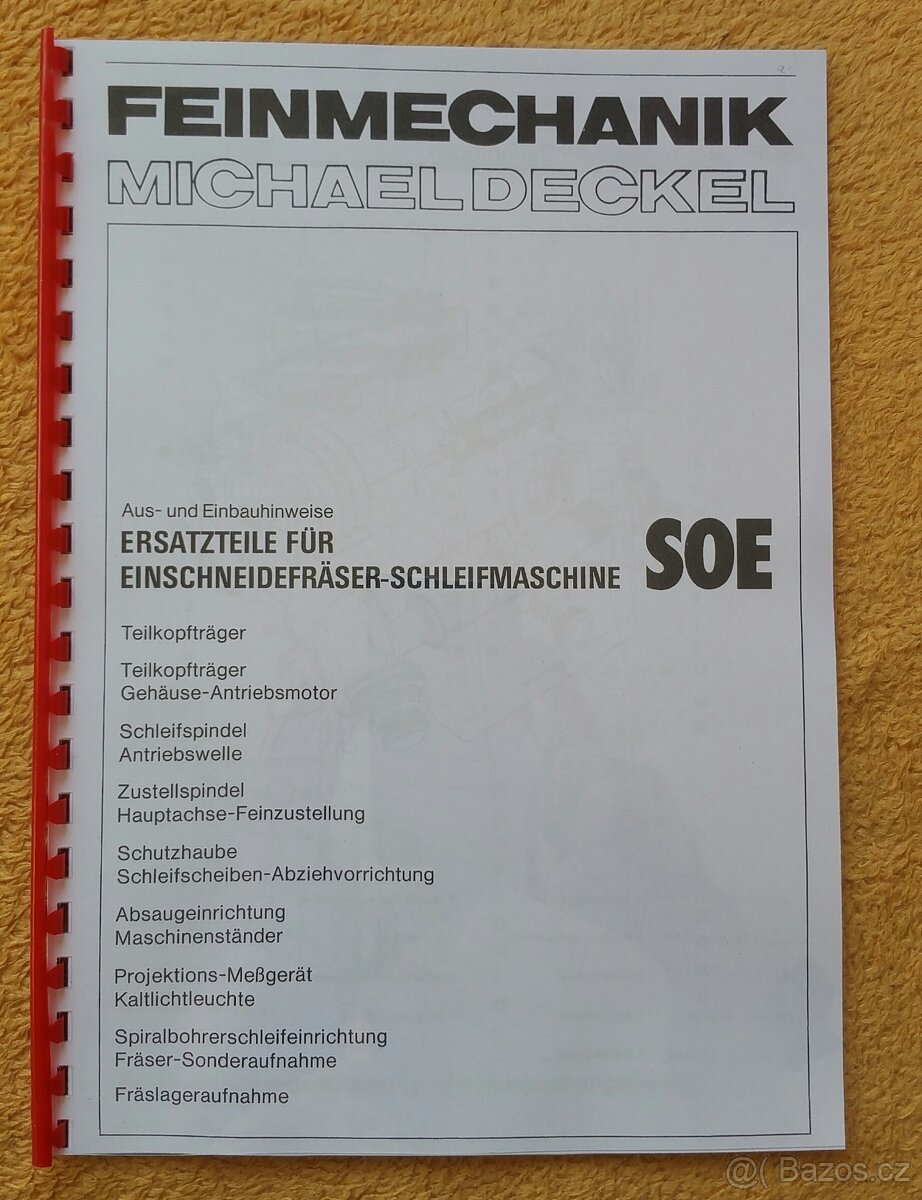 FEINMECHANIK
MICHAEL DECKEL
Aus- und Einbauhinweise
ERSATZTEILE FÜR
EINSCHNEIDEFRÄSER-SCHLEIFMASCHINE SOE
Teilkopfträger
Teilkopfträger
Gehäuse-Antriebsmotor
Schleifspindel
Antriebswelle
Zustellspindel
Hauptachse-Feinzustellung
Schutzhaube
Schleifscheiben-Abziehvorrichtung
Absaugeinrichtung
Maschinenständer
Projektions-Meßgerät
Kaltlichtleuchte
Spiralbohrerschleifeinrichtung
Fräser-Sonderaufnahme
Fräslageraufnahme
@( Bazos.cz